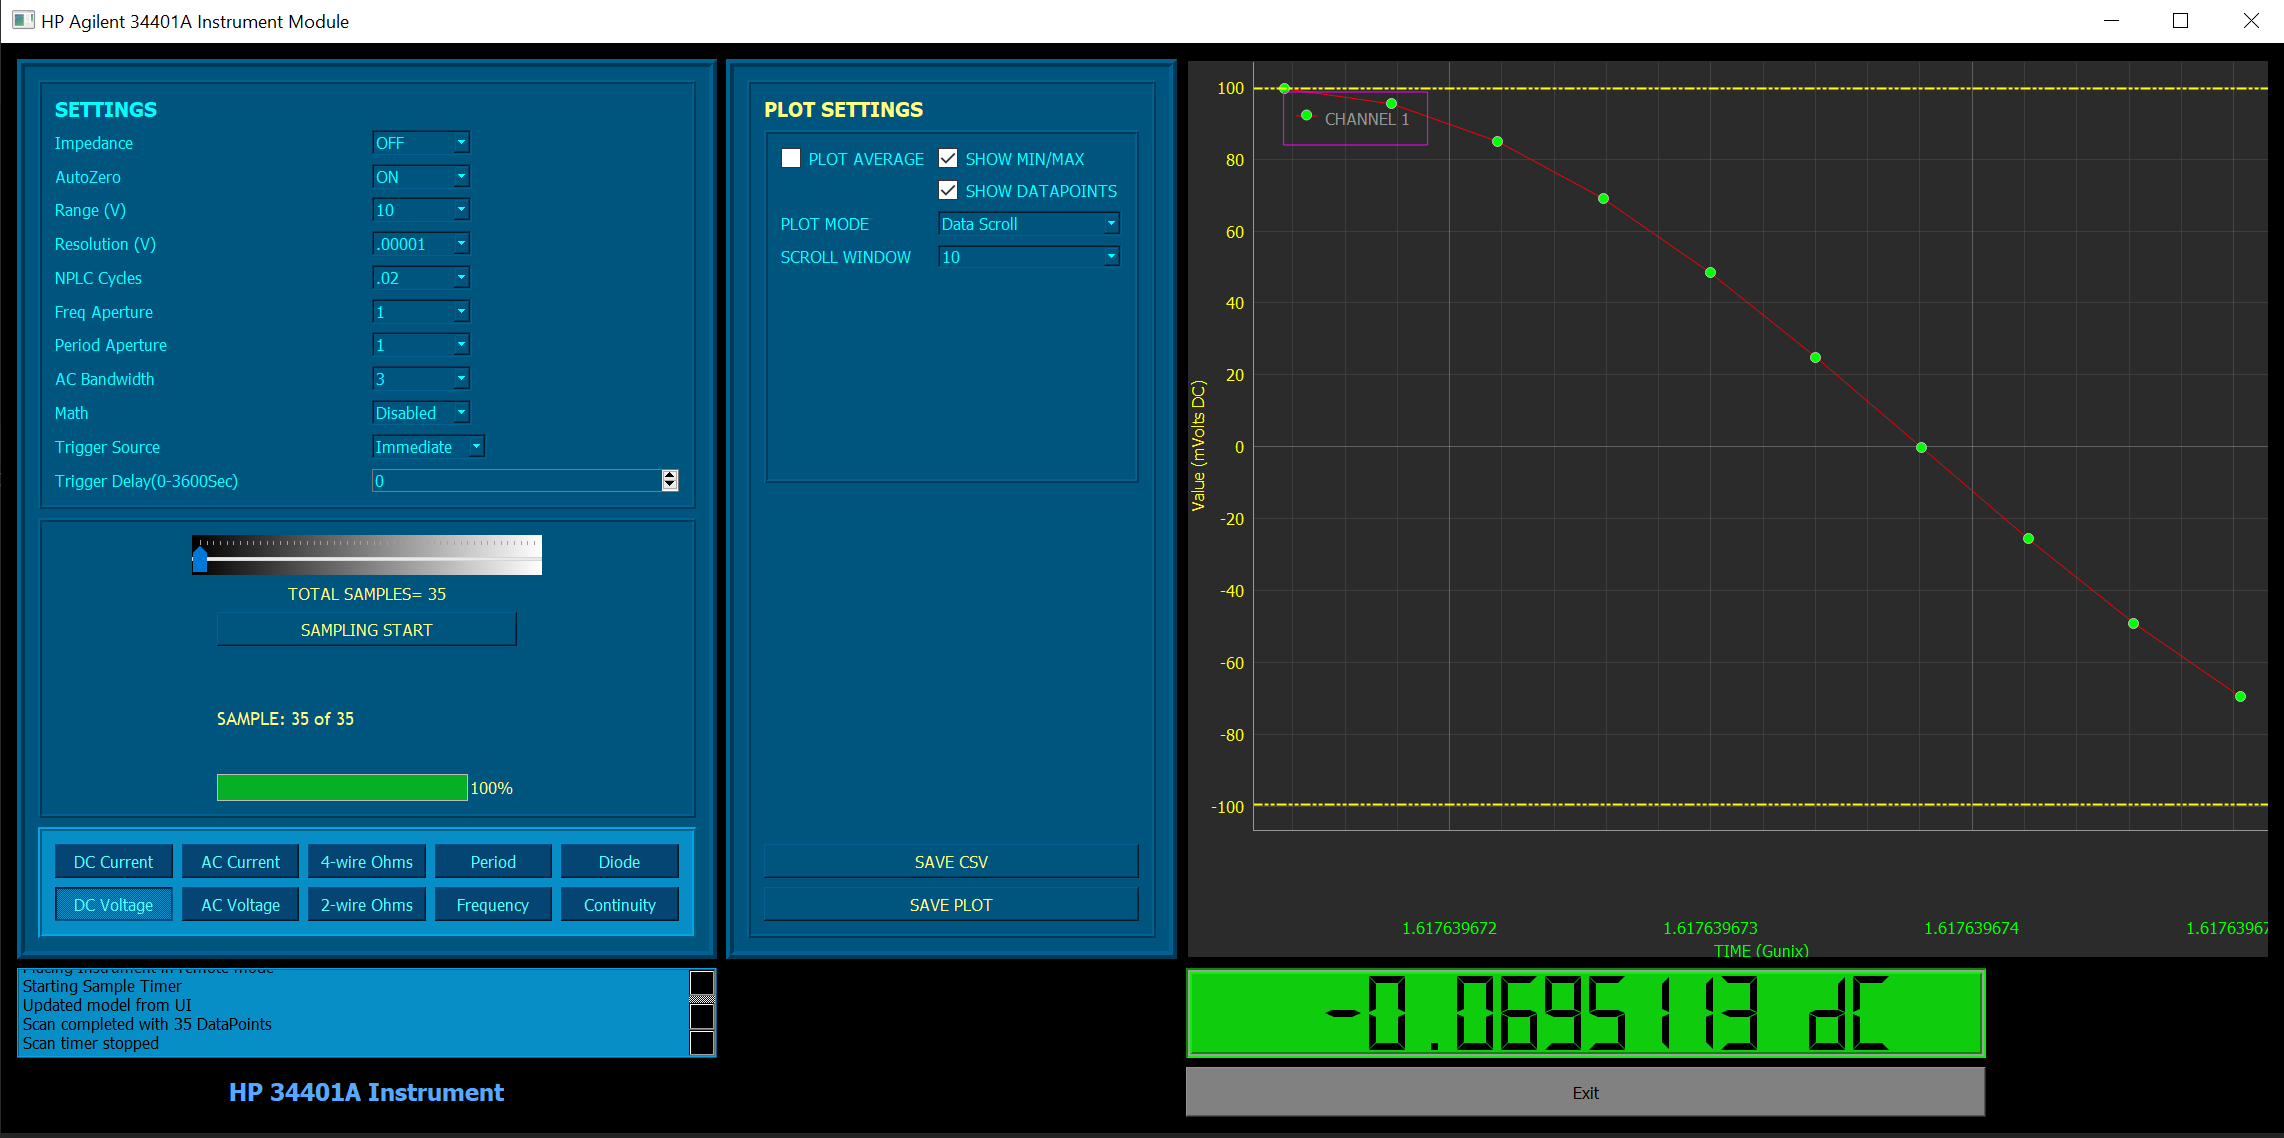 HP Agilent 34401A Instrument Module
SETTINGS
Impedance OFF
AutoZero ON
Range (V) 10
Resolution (V) .00001
NPLC Cycles .02
Freq Aperture 1
Period Aperture 1
AC Bandwidth 3
Math Disabled
Trigger Source Immediate
Trigger Delay(0-3600Sec) 0
TOTAL SAMPLES= 35
SAMPLING START
SAMPLE: 35 of 35
100%
DC Current AC Current 4-wire Ohms Period Diode
DC Voltage AC Voltage 2-wire Ohms Frequency Continuity
Placing Instrument in remote mode
Starting Sample Timer
Updated model from UI
Scan completed with 35 DataPoints
Scan timer stopped
HP 34401A Instrument
PLOT SETTINGS
PLOT AVERAGE SHOW MIN/MAX
SHOW DATAPOINTS
PLOT MODE Data Scroll
SCROLL WINDOW 10
SAVE CSV
SAVE PLOT
CHANNEL 1
Value (mVolts DC)
100
80
60
40
20
0
-20
-40
-60
-80
-100
1.617639672 1.617639673 1.617639674 1.61763967
TIME (Gunix)
-0.0695113 dC
Exit